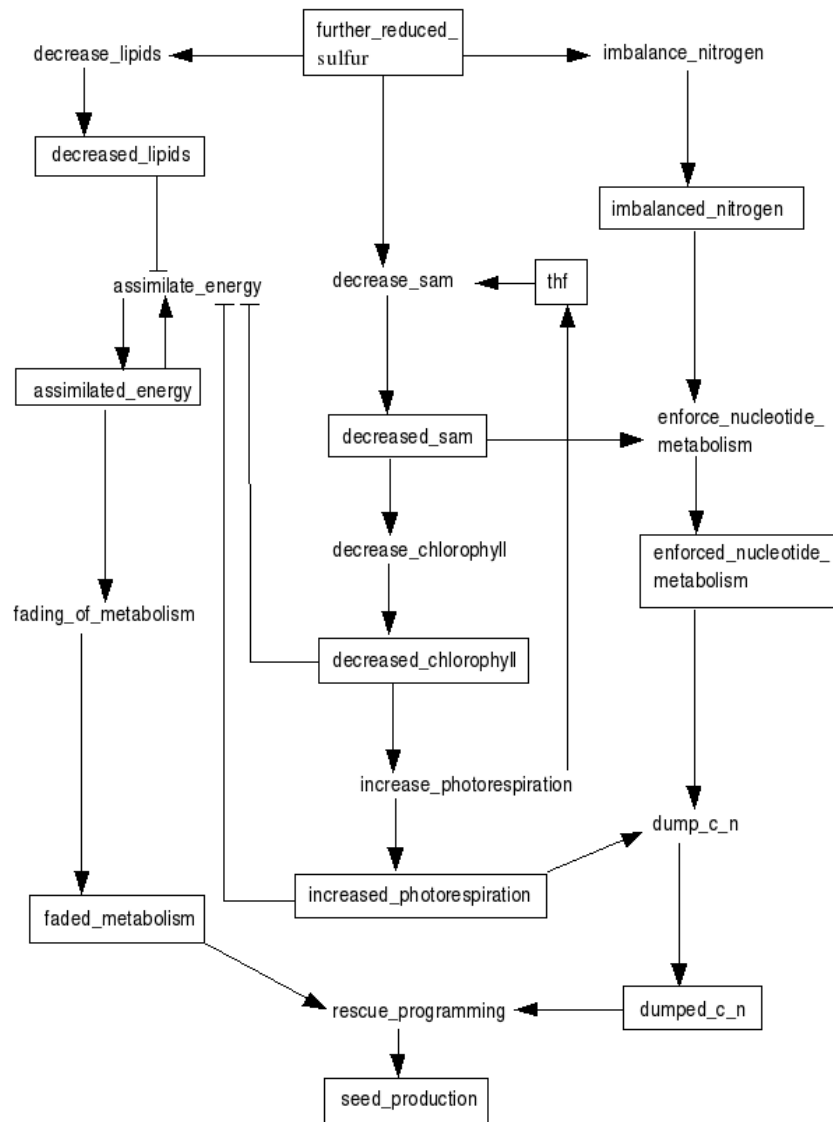 further_reduced_
sulfur
decrease_lipids
imbalance_nitrogen
decreased_lipids
imbalanced_nitrogen
assimilate_energy
decrease_sam
thf
assimilated_energy
decreased_sam
enforce_nucleotide_
metabolism
decrease_chlorophyll
enforced_nucleotide_
metabolism
fading_of_metabolism
decreased_chlorophyll
increase_photorespiration
dump_c_n
increased_photorespiration
faded_metabolism
rescue_programming
dumped_c_n
seed_production